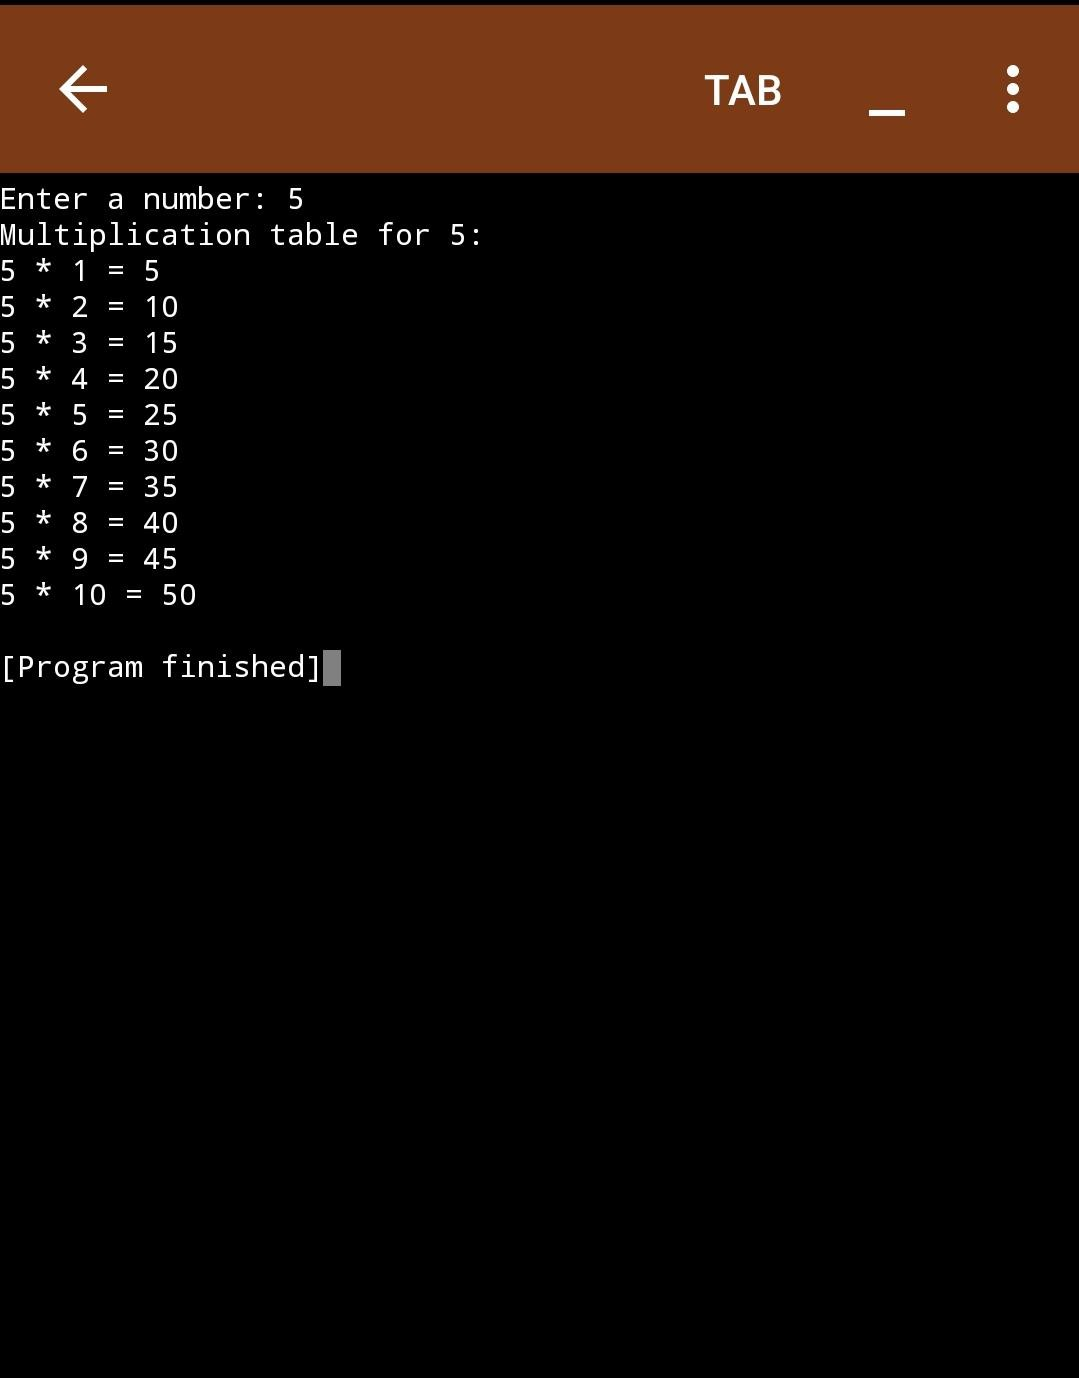 TAB _
Enter a number: 5
Multiplication table for 5:
5 * 1 = 5
5 * 2 = 10
5 * 3 = 15
5 * 4 = 20
5 * 5 = 25
5 * 6 = 30
5 * 7 = 35
5 * 8 = 40
5 * 9 = 45
5 * 10 = 50
[Program finished]